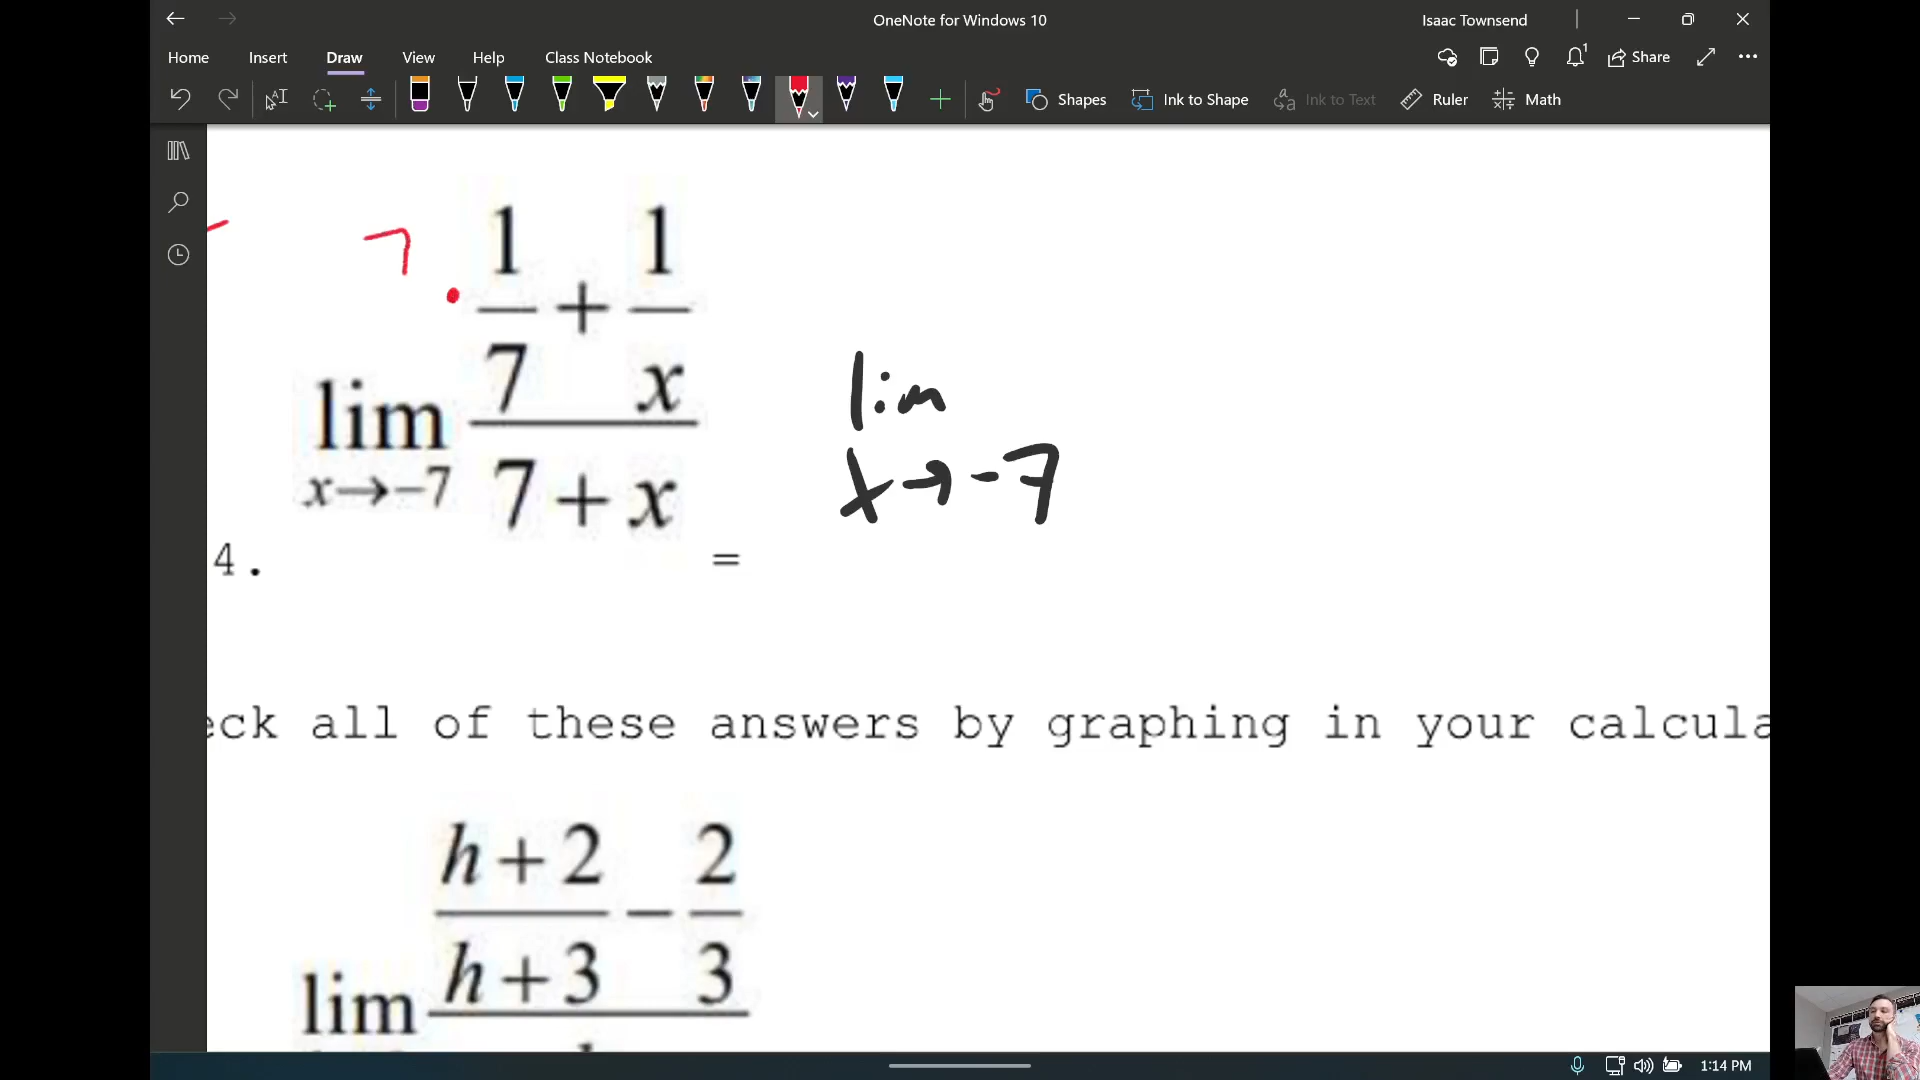 OneNote for Windows 10
Isaac Townsend
Home Insert Draw View Help Class Notebook
1
Share
Shapes Ink to Shape Ink to Text Ruler Math
7 · 1/7 + 1/x
lim x→-7 7+x
lim
x→-7
4. =
eck all of these answers by graphing in your calcula
h+2/h+3 − 2/3
lim
1:14 PM